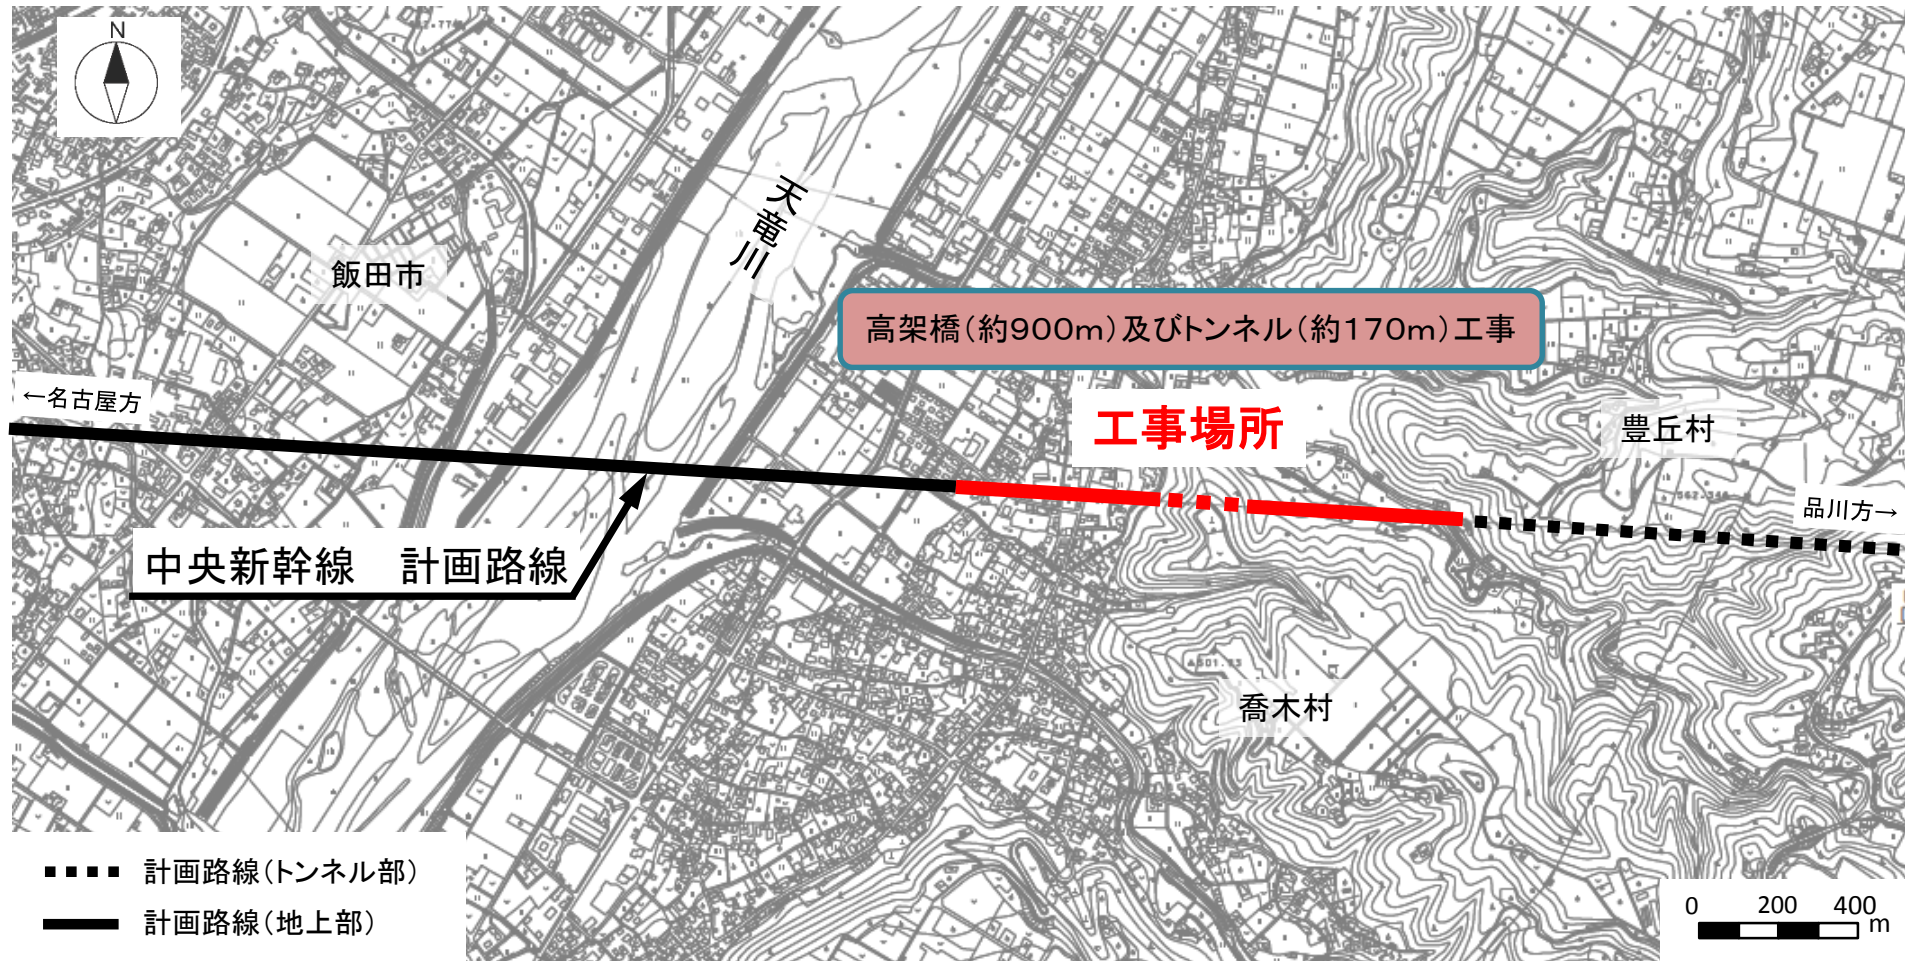 N
天竜川
飯田市
高架橋（約900m）及びトンネル（約170m）工事
←名古屋方
工事場所
豊丘村
品川方→
中央新幹線　計画路線
喬木村
計画路線（トンネル部）
計画路線（地上部）
0 200 400
m